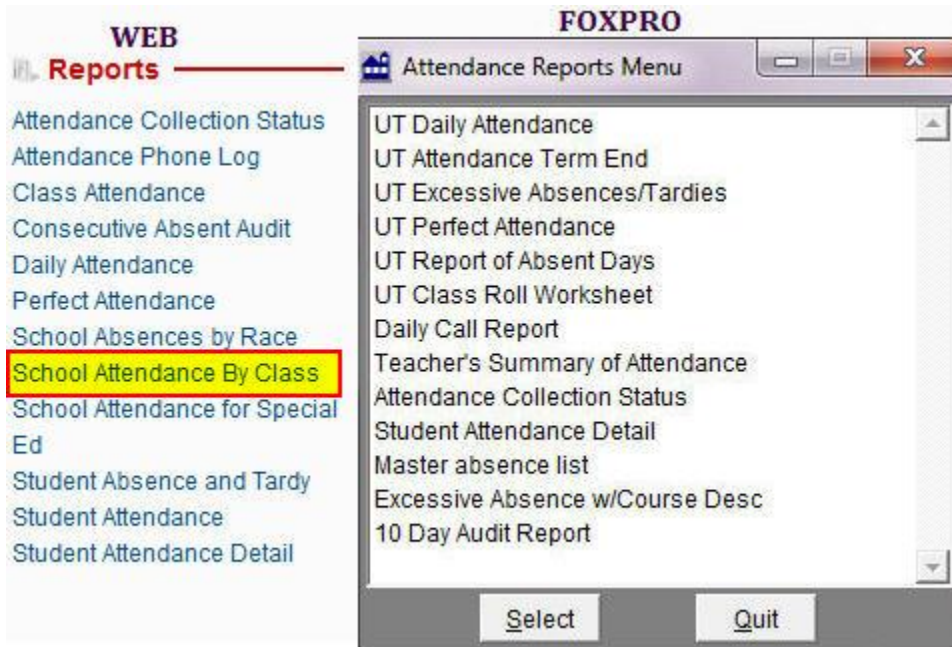 WEB
Reports
Attendance Collection Status
Attendance Phone Log
Class Attendance
Consecutive Absent Audit
Daily Attendance
Perfect Attendance
School Absences by Race
School Attendance By Class
School Attendance for Special
Ed
Student Absence and Tardy
Student Attendance
Student Attendance Detail
FOXPRO
Attendance Reports Menu
UT Daily Attendance
UT Attendance Term End
UT Excessive Absences/Tardies
UT Perfect Attendance
UT Report of Absent Days
UT Class Roll Worksheet
Daily Call Report
Teacher's Summary of Attendance
Attendance Collection Status
Student Attendance Detail
Master absence list
Excessive Absence w/Course Desc
10 Day Audit Report
Select
Quit